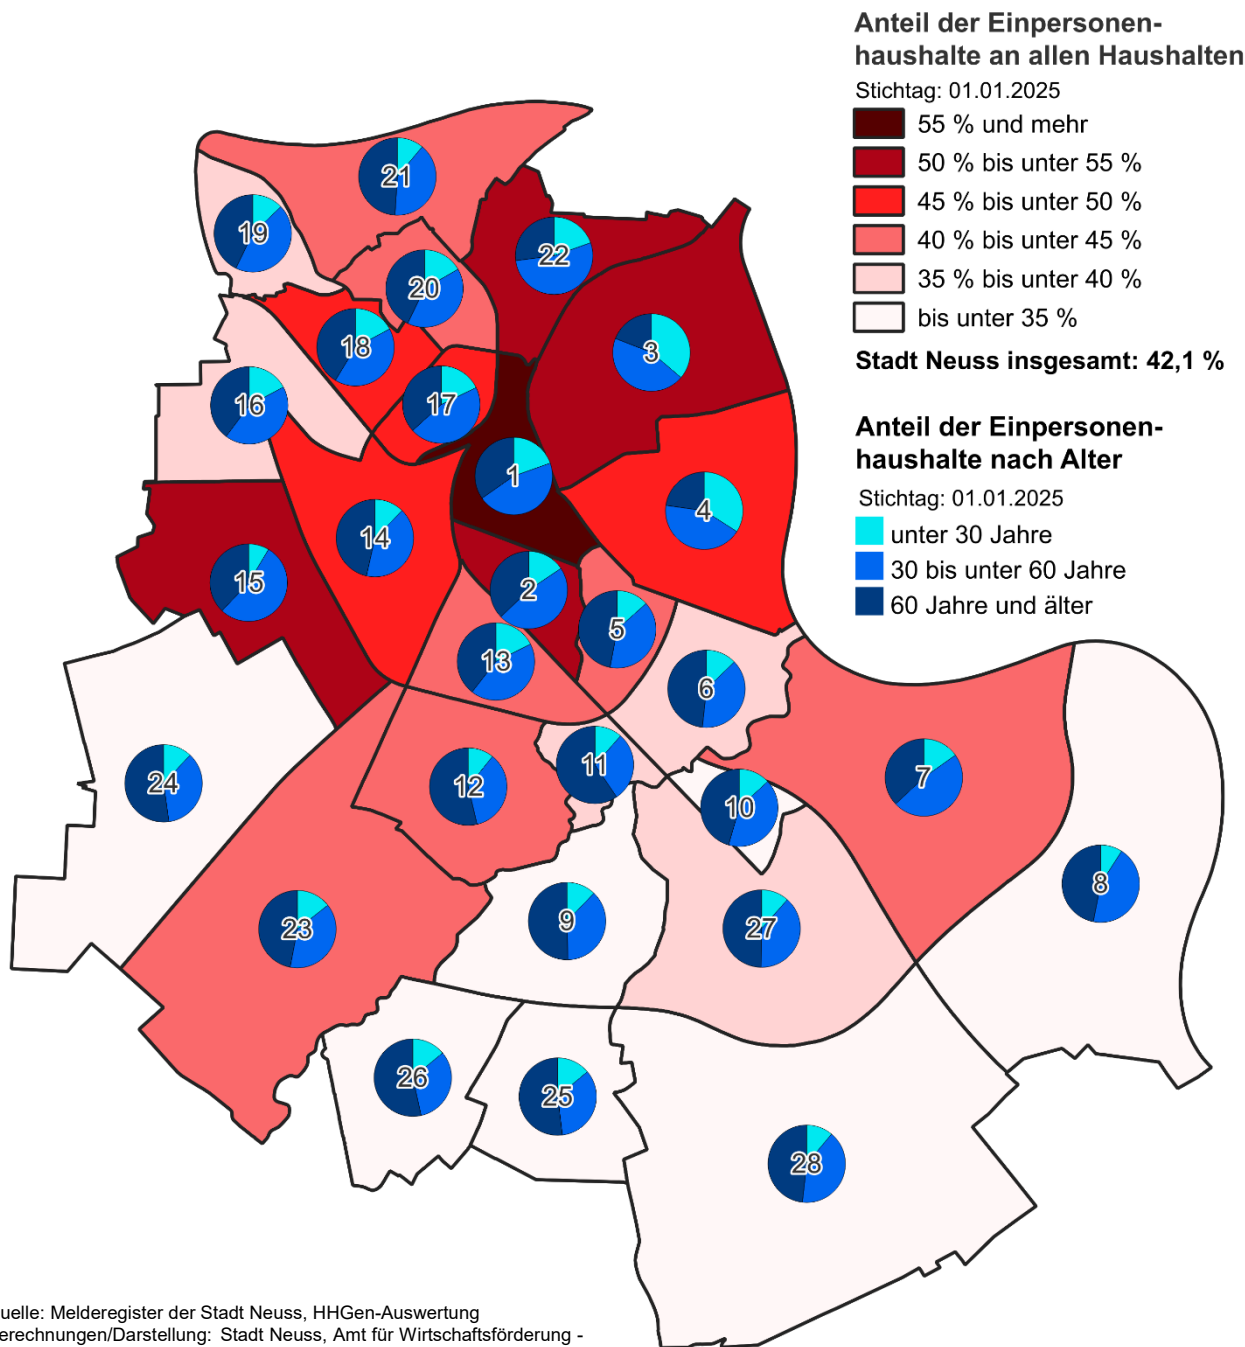 Anteil der Einpersonen-
haushalte an allen Haushalten
Stichtag: 01.01.2025
55 % und mehr
50 % bis unter 55 %
45 % bis unter 50 %
40 % bis unter 45 %
35 % bis unter 40 %
bis unter 35 %
Stadt Neuss insgesamt: 42,1 %
Anteil der Einpersonen-
haushalte nach Alter
Stichtag: 01.01.2025
unter 30 Jahre
30 bis unter 60 Jahre
60 Jahre und älter
21
19
22
20
18
3
16
17
1
4
14
15
2
5
13
6
11
7
24
12
10
8
9
23
27
26
25
28
uelle: Melderegister der Stadt Neuss, HHGen-Auswertung
erechnungen/Darstellung: Stadt Neuss, Amt für Wirtschaftsförderung -